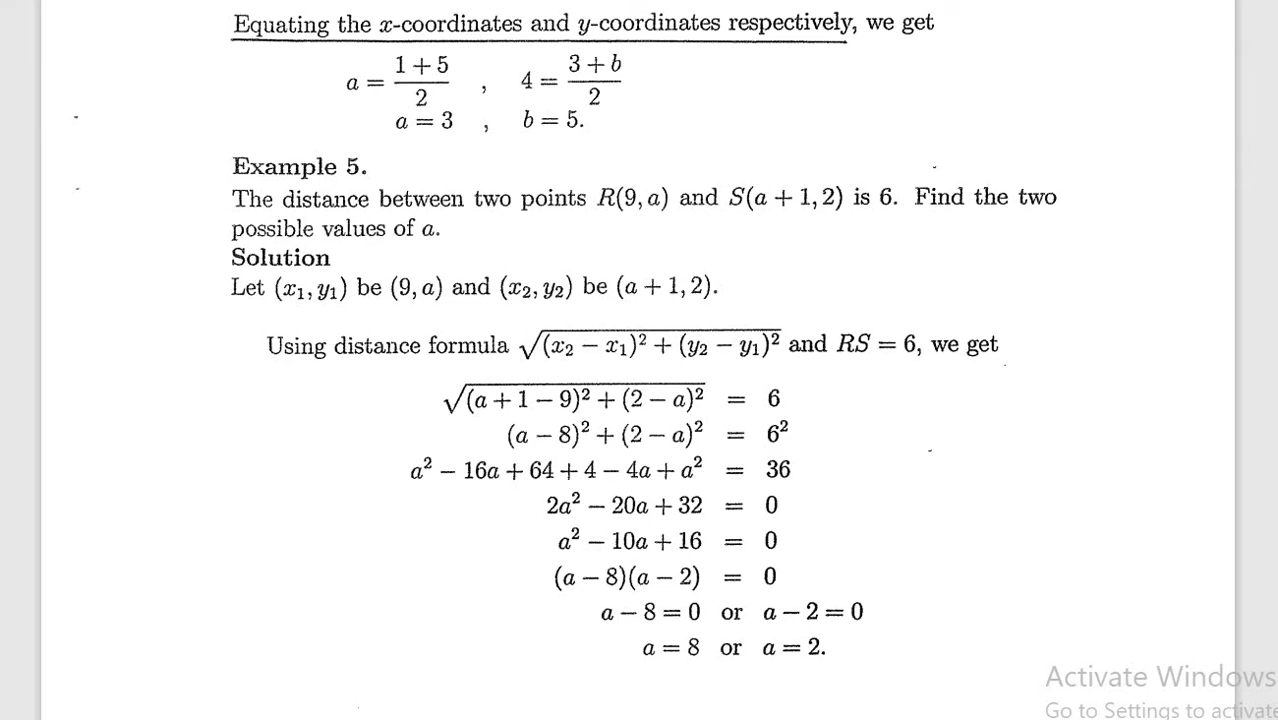 Equating the x-coordinates and y-coordinates respectively, we get
a = (1 + 5)/2 , 4 = (3 + b)/2
a = 3 , b = 5.
Example 5.
The distance between two points R(9, a) and S(a + 1, 2) is 6. Find the two
possible values of a.
Solution
Let (x₁, y₁) be (9, a) and (x₂, y₂) be (a + 1, 2).
Using distance formula √((x₂ − x₁)² + (y₂ − y₁)²) and RS = 6, we get
√((a + 1 − 9)² + (2 − a)²) = 6
(a − 8)² + (2 − a)² = 6²
a² − 16a + 64 + 4 − 4a + a² = 36
2a² − 20a + 32 = 0
a² − 10a + 16 = 0
(a − 8)(a − 2) = 0
a − 8 = 0 or a − 2 = 0
a = 8 or a = 2.
Activate Windows
Go to Settings to activate